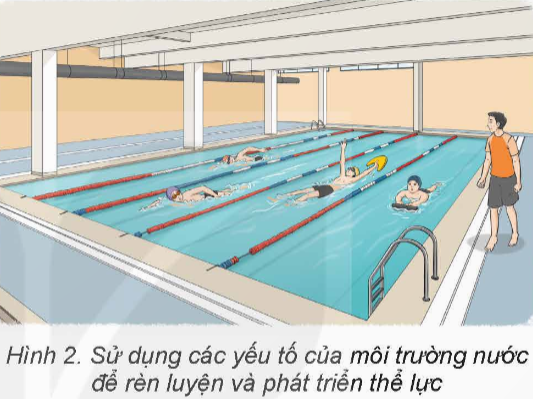 Hình 2. Sử dụng các yếu tố của môi trường nước
để rèn luyện và phát triển thể lực